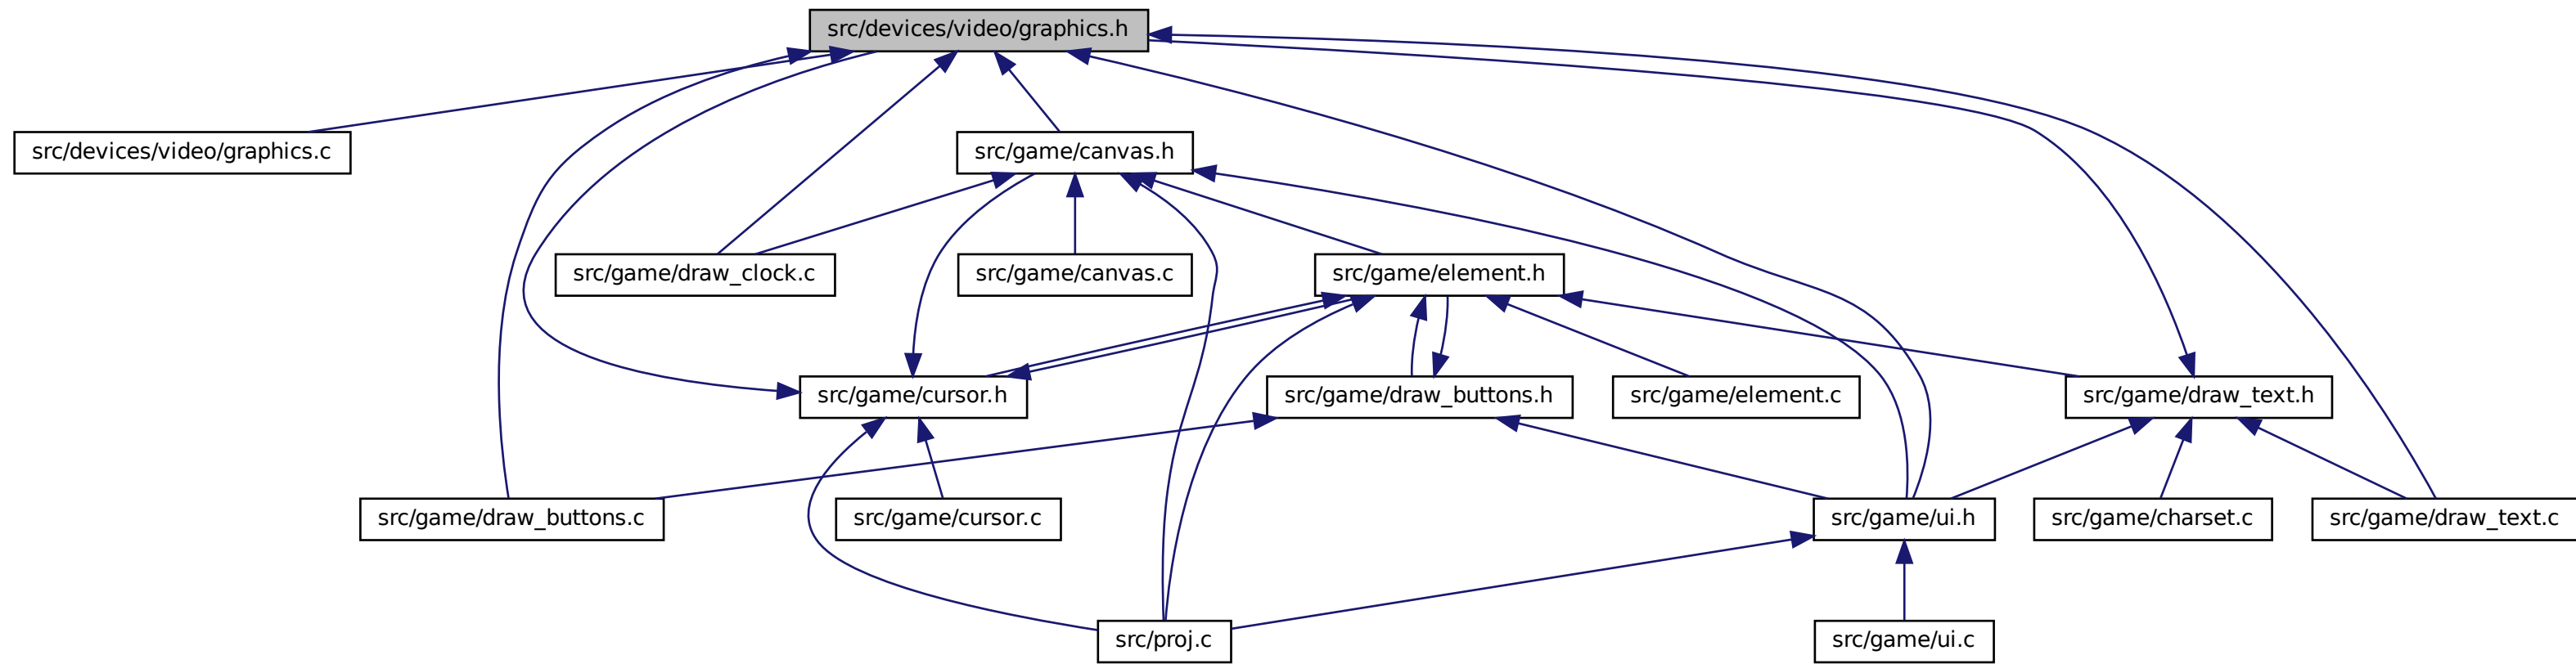 src/devices/video/graphics.h
src/devices/video/graphics.c
src/game/canvas.h
src/game/draw_clock.c
src/game/canvas.c
src/game/element.h
src/game/cursor.h
src/game/draw_buttons.h
src/game/element.c
src/game/draw_text.h
src/game/draw_buttons.c
src/game/cursor.c
src/game/ui.h
src/game/charset.c
src/game/draw_text.c
src/proj.c
src/game/ui.c